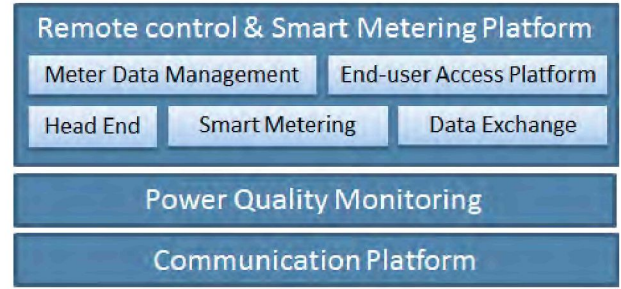 Remote control & Smart Metering Platform
Meter Data Management
End-user Access Platform
Head End
Smart Metering
Data Exchange
Power Quality Monitoring
Communication Platform